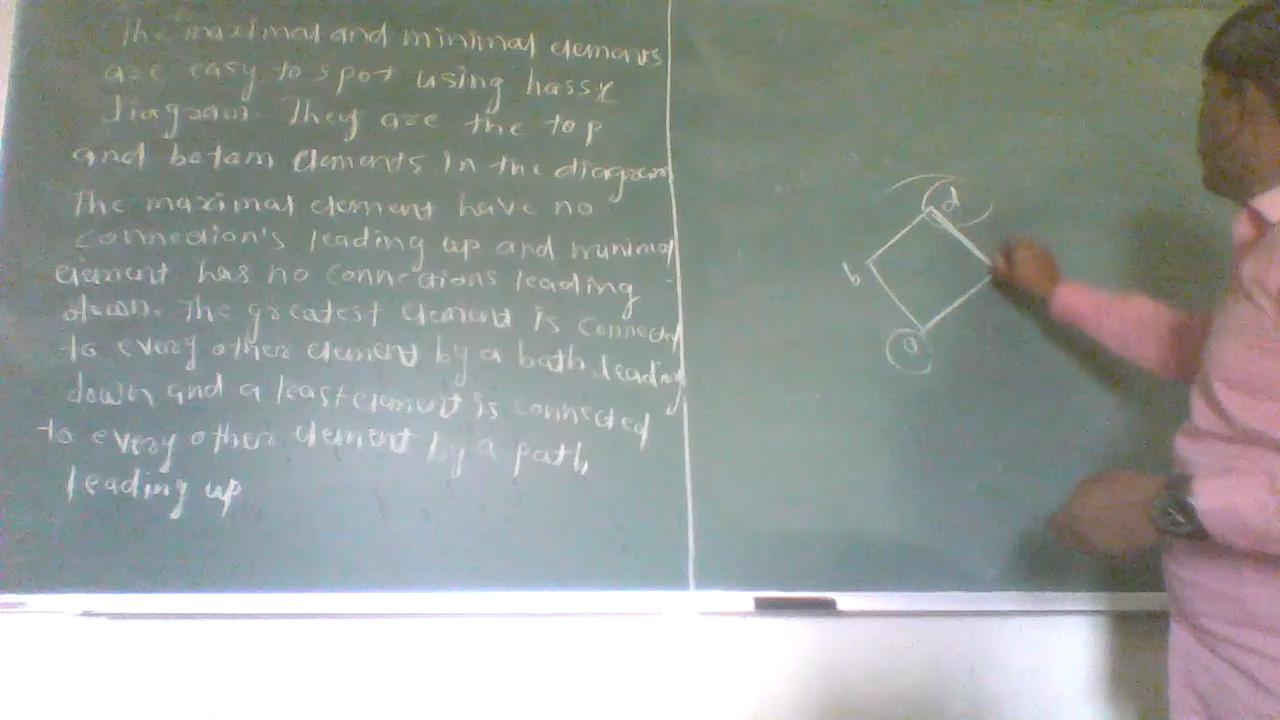 The maximal and minimal elements
are easy to spot using hasse
diagram. They are the top
and botam elements in the diagram
The maximal element have no
connection's leading up and minimal
element has no connections leading
down. The greatest element is connected
to every other element by a bath leading
down and a least element is connected
to every other element by a path
leading up
d
b
a